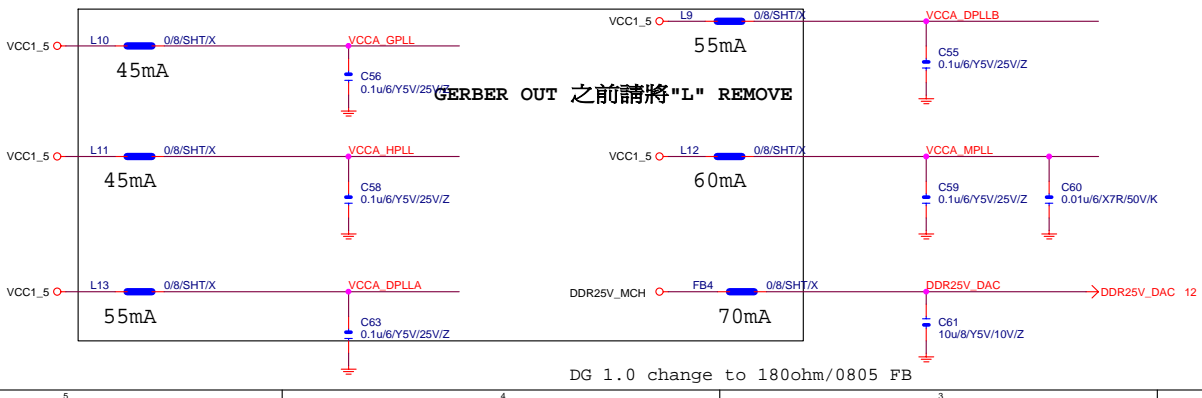 VCC1_5 L10 0/8/SHT/X VCCA_GPLL
45mA
C56
0.1u/6/Y5V/25V/Z
L9 0/8/SHT/X VCCA_DPLLB
55mA
C55
0.1u/6/Y5V/25V/Z
VCC1_5
GERBER OUT 之前請將"L" REMOVE
VCC1_5 L11 0/8/SHT/X VCCA_HPLL
45mA
C58
0.1u/6/Y5V/25V/Z
VCC1_5 L12 0/8/SHT/X VCCA_MPLL
60mA
C59
0.1u/6/Y5V/25V/Z
C60
0.01u/6/X7R/50V/K
VCC1_5 L13 0/8/SHT/X VCCA_DPLLA
55mA
C63
0.1u/6/Y5V/25V/Z
DDR25V_MCH FB4 0/8/SHT/X DDR25V_DAC DDR25V_DAC 12
70mA
C61
10u/8/Y5V/10V/Z
DG 1.0 change to 180ohm/0805 FB
5 4 3